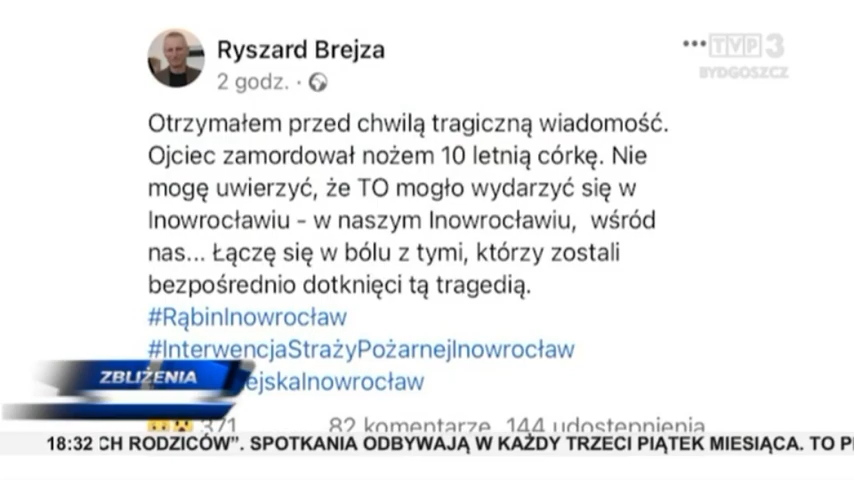 Ryszard Brejza
2 godz.
TVP3
BYDGOSZCZ
Otrzymałem przed chwilą tragiczną wiadomość.
Ojciec zamordował nożem 10 letnią córkę. Nie
mogę uwierzyć, że TO mogło wydarzyć się w
Inowrocławiu - w naszym Inowrocławiu, wśród
nas... Łączę się w bólu z tymi, którzy zostali
bezpośrednio dotknięci tą tragedią.
#RąbinInowrocław
#InterwencjaStrażyPożarnejInowrocław
ejskaInowrocław
ZBLIŻENIA
371 82 komentarze 144 udostępnienia
18:32 CH RODZICÓW”. SPOTKANIA ODBYWAJĄ W KAŻDY TRZECI PIĄTEK MIESIĄCA. TO